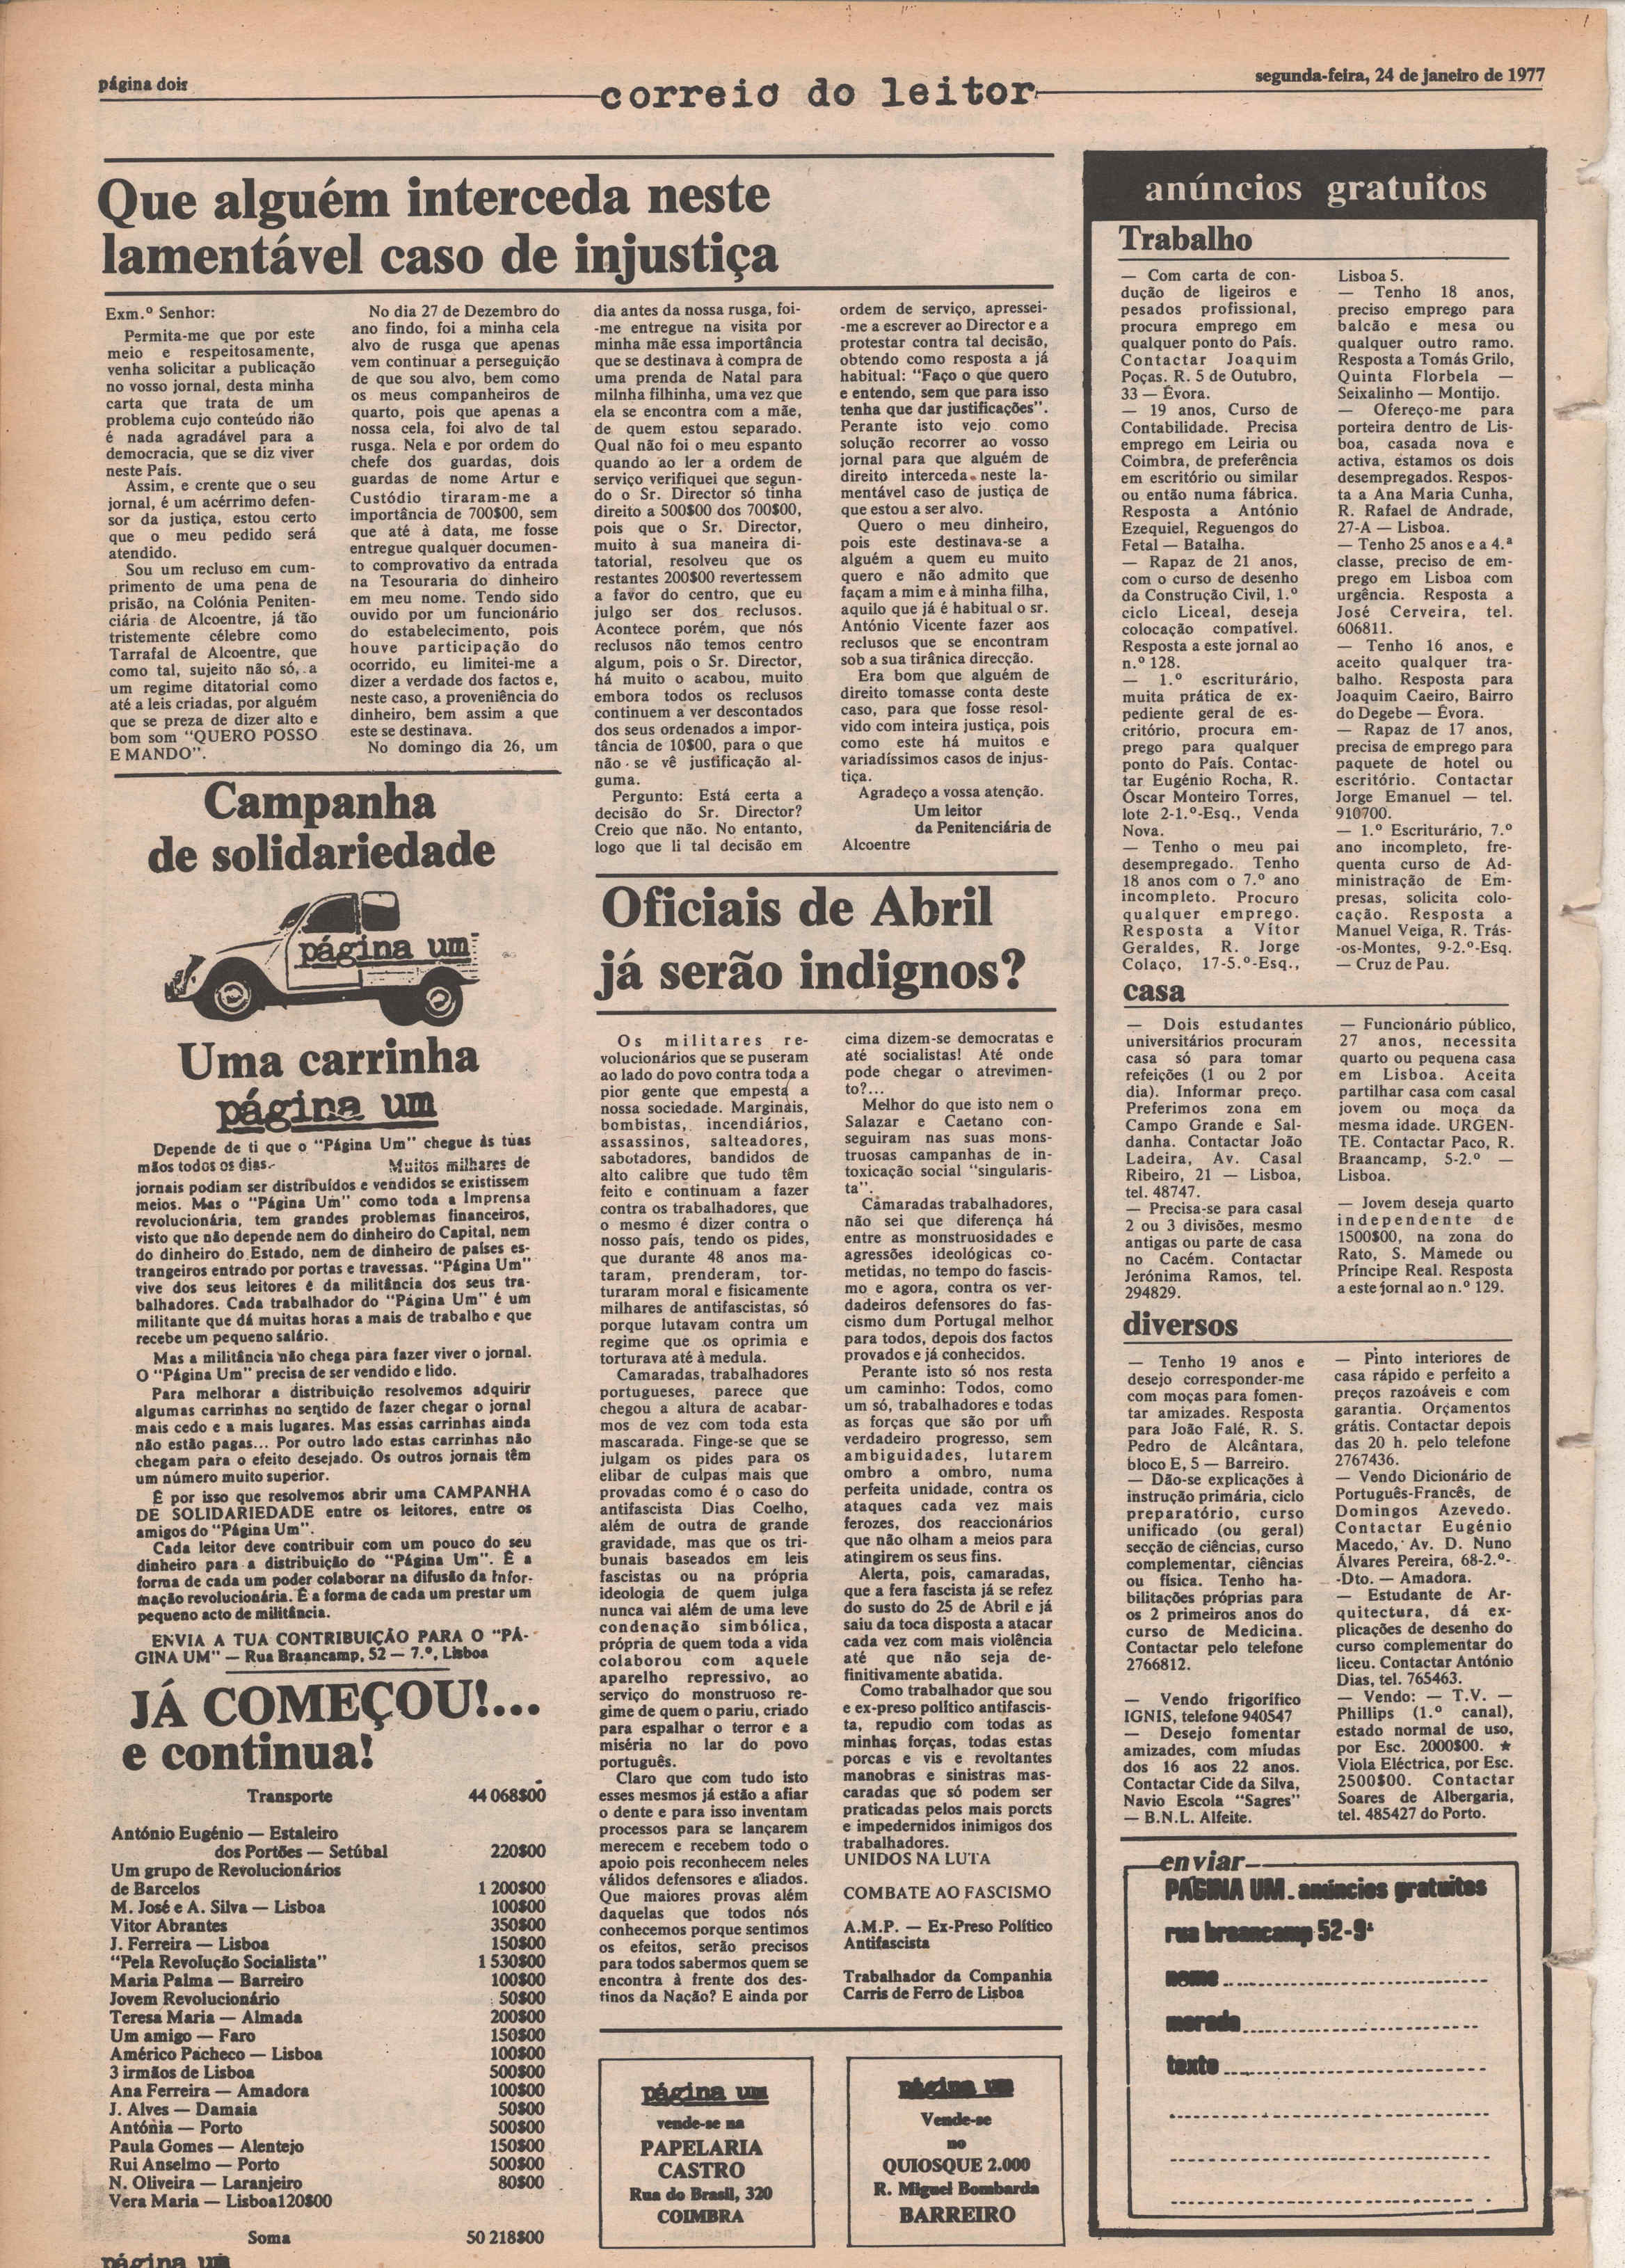 página dois
correio do leitor
segunda-feira, 24 de janeiro de 1977
Que alguém interceda neste
lamentável caso de injustiça
Exm.º Senhor:
Permita-me que por este
meio e respeitosamente,
venha solicitar a publicação
no vosso jornal, desta minha
carta que trata de um
problema cujo conteúdo não
é nada agradável para a
democracia, que se diz viver
neste País.
Assim, e crente que o seu
jornal, é um acérrimo defen-
sor da justiça, estou certo
que o meu pedido será
atendido.
Sou um recluso em cum-
primento de uma pena de
prisão, na Colónia Peniten-
ciária de Alcoentre, já tão
tristemente célebre como
Tarrafal de Alcoentre, que
como tal, sujeito não só, a
um regime ditatorial como
até a leis criadas, por alguém
que se preza de dizer alto e
bom som "QUERO POSSO
E MANDO".
No dia 27 de Dezembro do
ano findo, foi a minha cela
alvo de rusga que apenas
vem continuar a perseguição
de que sou alvo, bem como
os meus companheiros de
quarto, pois que apenas a
nossa cela, foi alvo de tal
rusga. Nela e por ordem do
chefe dos guardas, dois
guardas de nome Artur e
Custódio tiraram-me a
importância de 700$00, sem
que até à data, me fosse
entregue qualquer documen-
to comprovativo da entrada
na Tesouraria do dinheiro
em meu nome. Tendo sido
ouvido por um funcionário
do estabelecimento, pois
houve participação do
ocorrido, eu limitei-me a
dizer a verdade dos factos e,
neste caso, a proveniência do
dinheiro, bem assim a que
este se destinava.
No domingo dia 26, um
dia antes da nossa rusga, foi-
-me entregue na visita por
minha mãe essa importância
que se destinava à compra de
uma prenda de Natal para
milnha filhinha, uma vez que
ela se encontra com a mãe,
de quem estou separado.
Qual não foi o meu espanto
quando ao ler a ordem de
serviço verifiquei que segun-
do o Sr. Director só tinha
direito a 500$00 dos 700$00,
pois que o Sr. Director,
muito à sua maneira di-
tatorial, resolveu que os
restantes 200$00 revertessem
a favor do centro, que eu
julgo ser dos reclusos.
Acontece porém, que nós
reclusos não temos centro
algum, pois o Sr. Director,
há muito o acabou, muito
embora todos os reclusos
continuem a ver descontados
dos seus ordenados a impor-
tância de 10$00, para o que
não se vê justificação al-
guma.
Pergunto: Está certa a
decisão do Sr. Director?
Creio que não. No entanto,
logo que li tal decisão em
ordem de serviço, apressei-
-me a escrever ao Director e a
protestar contra tal decisão,
obtendo como resposta a já
habitual: "Faço o que quero
e entendo, sem que para isso
tenha que dar justificações".
Perante isto vejo como
solução recorrer ao vosso
jornal para que alguém de
direito interceda neste la-
mentável caso de justiça de
que estou a ser alvo.
Quero o meu dinheiro,
pois este destinava-se a
alguém a quem eu muito
quero e não admito que
façam a mim e à minha filha,
aquilo que já é habitual o sr.
António Vicente fazer aos
reclusos que se encontram
sob a sua tirânica direcção.
Era bom que alguém de
direito tomasse conta deste
caso, para que fosse resol-
vido com inteira justiça, pois
como este há muitos e
variadíssimos casos de injus-
tiça.
Agradeço a vossa atenção.
Um leitor
da Penitenciária de
Alcoentre
Campanha
de solidariedade
página um
Uma carrinha
página um
Depende de ti que o "Página Um" chegue às tuas
mãos todos os dias. Muitos milhares de
jornais podiam ser distribuídos e vendidos se existissem
meios. Mas o "Página Um" como toda a Imprensa
revolucionária, tem grandes problemas financeiros,
visto que não depende nem do dinheiro do Capital, nem
do dinheiro do Estado, nem de dinheiro de países es-
trangeiros entrado por portas e travessas. "Página Um"
vive dos seus leitores é da militância dos seus tra-
balhadores. Cada trabalhador do "Página Um" é um
militante que dá muitas horas a mais de trabalho e que
recebe um pequeno salário.
Mas a militância não chega para fazer viver o jornal.
O "Página Um" precisa de ser vendido e lido.
Para melhorar a distribuição resolvemos adquirir
algumas carrinhas no sentido de fazer chegar o jornal
mais cedo e a mais lugares. Mas essas carrinhas ainda
não estão pagas... Por outro lado estas carrinhas não
chegam para o efeito desejado. Os outros jornais têm
um número muito superior.
É por isso que resolvemos abrir uma CAMPANHA
DE SOLIDARIEDADE entre os leitores, entre os
amigos do "Página Um".
Cada leitor deve contribuir com um pouco do seu
dinheiro para a distribuição do "Página Um". É a
forma de cada um poder colaborar na difusão da Infor-
mação revolucionária. É a forma de cada um prestar um
pequeno acto de militância.
ENVIA A TUA CONTRIBUIÇÃO PARA O "PÁ-
GINA UM" — Rua Braancamp, 52 — 7.º, Lisboa
JÁ COMEÇOU!...
e continua!
Transporte 44 068$00
António Eugénio — Estaleiro
dos Portões — Setúbal 220$00
Um grupo de Revolucionários
de Barcelos 1 200$00
M. José e A. Silva — Lisboa 100$00
Vitor Abrantes 350$00
J. Ferreira — Lisboa 150$00
"Pela Revolução Socialista" 1 530$00
Maria Palma — Barreiro 100$00
Jovem Revolucionário 50$00
Teresa Maria — Almada 200$00
Um amigo — Faro 150$00
Américo Pacheco — Lisboa 100$00
3 irmãos de Lisboa 500$00
Ana Ferreira — Amadora 100$00
J. Alves — Damaia 50$00
Antónia — Porto 500$00
Paula Gomes — Alentejo 150$00
Rui Anselmo — Porto 500$00
N. Oliveira — Laranjeiro 80$00
Vera Maria — Lisboa120$00
Soma 50 218$00
página um
Oficiais de Abril
já serão indignos?
Os militares re-
volucionários que se puseram
ao lado do povo contra toda a
pior gente que empesta a
nossa sociedade. Marginais,
bombistas, incendiários,
assassinos, salteadores,
sabotadores, bandidos de
alto calibre que tudo têm
feito e continuam a fazer
contra os trabalhadores, que
o mesmo é dizer contra o
nosso país, tendo os pides,
que durante 48 anos ma-
taram, prenderam, tor-
turaram moral e fisicamente
milhares de antifascistas, só
porque lutavam contra um
regime que os oprimia e
torturava até à medula.
Camaradas, trabalhadores
portugueses, parece que
chegou a altura de acabar-
mos de vez com toda esta
mascarada. Finge-se que se
julgam os pides para os
elibar de culpas mais que
provadas como é o caso do
antifascista Dias Coelho,
além de outra de grande
gravidade, mas que os tri-
bunais baseados em leis
fascistas ou na própria
ideologia de quem julga
nunca vai além de uma leve
condenação simbólica,
própria de quem toda a vida
colaborou com aquele
aparelho repressivo, ao
serviço do monstruoso re-
gime de quem o pariu, criado
para espalhar o terror e a
miséria no lar do povo
português.
Claro que com tudo isto
esses mesmos já estão a afiar
o dente e para isso inventam
processos para se lançarem
merecem e recebem todo o
apoio pois reconhecem neles
válidos defensores e aliados.
Que maiores provas além
daquelas que todos nós
conhecemos porque sentimos
os efeitos, serão precisos
para todos sabermos quem se
encontra à frente dos des-
tinos da Nação? E ainda por
cima dizem-se democratas e
até socialistas! Até onde
pode chegar o atrevimen-
to?...
Melhor do que isto nem o
Salazar e Caetano con-
seguiram nas suas mons-
truosas campanhas de in-
toxicação social "singularis-
ta".
Câmaradas trabalhadores,
não sei que diferença há
entre as monstruosidades e
agressões ideológicas co-
metidas, no tempo do fascis-
mo e agora, contra os ver-
dadeiros defensores do fas-
cismo dum Portugal melhor
para todos, depois dos factos
provados e já conhecidos.
Perante isto só nos resta
um caminho: Todos, como
um só, trabalhadores e todas
as forças que são por um
verdadeiro progresso, sem
ambiguidades, lutarem
ombro a ombro, numa
perfeita unidade, contra os
ataques cada vez mais
ferozes, dos reaccionários
que não olham a meios para
atingirem os seus fins.
Alerta, pois, camaradas,
que a fera fascista já se refez
do susto do 25 de Abril e já
saiu da toca disposta a atacar
cada vez com mais violência
até que não seja de-
finitivamente abatida.
Como trabalhador que sou
e ex-preso político antifascis-
ta, repudio com todas as
minhas forças, todas estas
porcas e vis e revoltantes
manobras e sinistras mas-
caradas que só podem ser
praticadas pelos mais porcts
e impedernidos inimigos dos
trabalhadores.
UNIDOS NA LUTA
COMBATE AO FASCISMO
A.M.P. — Ex-Preso Político
Antifascista
Trabalhador da Companhia
Carris de Ferro de Lisboa
página um
vende-se na
PAPELARIA
CASTRO
Rua do Brasil, 320
COIMBRA
página um
Vende-se
no
QUIOSQUE 2.000
R. Miguel Bombarda
BARREIRO
anúncios gratuitos
Trabalho
— Com carta de con-
dução de ligeiros e
pesados profissional,
procura emprego em
qualquer ponto do País.
Contactar Joaquim
Poças. R. 5 de Outubro,
33 — Évora.
— 19 anos, Curso de
Contabilidade. Precisa
emprego em Leiria ou
Coimbra, de preferência
em escritório ou similar
ou então numa fábrica.
Resposta a António
Ezequiel, Reguengos do
Fetal — Batalha.
— Rapaz de 21 anos,
com o curso de desenho
da Construção Civil, 1.º
ciclo Liceal, deseja
colocação compatível.
Resposta a este jornal ao
n.º 128.
— 1.º escriturário,
muita prática de ex-
pediente geral de es-
critório, procura em-
prego para qualquer
ponto do País. Contac-
tar Eugénio Rocha, R.
Óscar Monteiro Torres,
lote 2-1.º-Esq., Venda
Nova.
— Tenho o meu pai
desempregado. Tenho
18 anos com o 7.º ano
incompleto. Procuro
qualquer emprego.
Resposta a Vítor
Geraldes, R. Jorge
Colaço, 17-5.º-Esq.,
Lisboa 5.
— Tenho 18 anos,
preciso emprego para
balcão e mesa ou
qualquer outro ramo.
Resposta a Tomás Grilo,
Quinta Florbela —
Seixalinho — Montijo.
— Ofereço-me para
porteira dentro de Lis-
boa, casada nova e
activa, estamos os dois
desempregados. Respos-
ta a Ana Maria Cunha,
R. Rafael de Andrade,
27-A — Lisboa.
— Tenho 25 anos e a 4.ª
classe, preciso de em-
prego em Lisboa com
urgência. Resposta a
José Cerveira, tel.
606811.
— Tenho 16 anos, e
aceito qualquer tra-
balho. Resposta para
Joaquim Caeiro, Bairro
do Degebe — Évora.
— Rapaz de 17 anos,
precisa de emprego para
paquete de hotel ou
escritório. Contactar
Jorge Emanuel — tel.
910700.
— 1.º Escriturário, 7.º
ano incompleto, fre-
quenta curso de Ad-
ministração de Em-
presas, solicita colo-
cação. Resposta a
Manuel Veiga, R. Trás-
-os-Montes, 9-2.º-Esq.
— Cruz de Pau.
casa
— Dois estudantes
universitários procuram
casa só para tomar
refeições (1 ou 2 por
dia). Informar preço.
Preferimos zona em
Campo Grande e Sal-
danha. Contactar João
Ladeira, Av. Casal
Ribeiro, 21 — Lisboa,
tel. 48747.
— Precisa-se para casal
2 ou 3 divisões, mesmo
antigas ou parte de casa
no Cacém. Contactar
Jerónima Ramos, tel.
294829.
— Funcionário público,
27 anos, necessita
quarto ou pequena casa
em Lisboa. Aceita
partilhar casa com casal
jovem ou moça da
mesma idade. URGEN-
TE. Contactar Paco, R.
Braancamp, 5-2.º —
Lisboa.
— Jovem deseja quarto
independente de
1500$00, na zona do
Rato, S. Mamede ou
Príncipe Real. Resposta
a este jornal ao n.º 129.
diversos
— Tenho 19 anos e
desejo corresponder-me
com moças para fomen-
tar amizades. Resposta
para João Falé, R. S.
Pedro de Alcântara,
bloco E, 5 — Barreiro.
— Dão-se explicações à
instrução primária, ciclo
preparatório, curso
unificado (ou geral)
secção de ciências, curso
complementar, ciências
ou física. Tenho ha-
bilitações próprias para
os 2 primeiros anos do
curso de Medicina.
Contactar pelo telefone
2766812.
— Vendo frigorífico
IGNIS, telefone 940547
— Desejo fomentar
amizades, com míudas
dos 16 aos 22 anos.
Contactar Cide da Silva,
Navio Escola "Sagres"
— B.N.L. Alfeite.
— Pinto interiores de
casa rápido e perfeito a
preços razoáveis e com
garantia. Orçamentos
grátis. Contactar depois
das 20 h. pelo telefone
2767436.
— Vendo Dicionário de
Português-Francês, de
Domingos Azevedo.
Contactar Eugénio
Macedo, Av. D. Nuno
Álvares Pereira, 68-2.º-
-Dto. — Amadora.
— Estudante de Ar-
quitectura, dá ex-
plicações de desenho do
curso complementar do
liceu. Contactar António
Dias, tel. 765463.
— Vendo: — T.V. —
Phillips (1.º canal),
estado normal de uso,
por Esc. 2000$00. ★
Viola Eléctrica, por Esc.
2500$00. Contactar
Soares de Albergaria,
tel. 485427 do Porto.
enviar
PÁGINA UM. anúncios gratuitos
rua braancamp 52-9º
nome
morada
texto